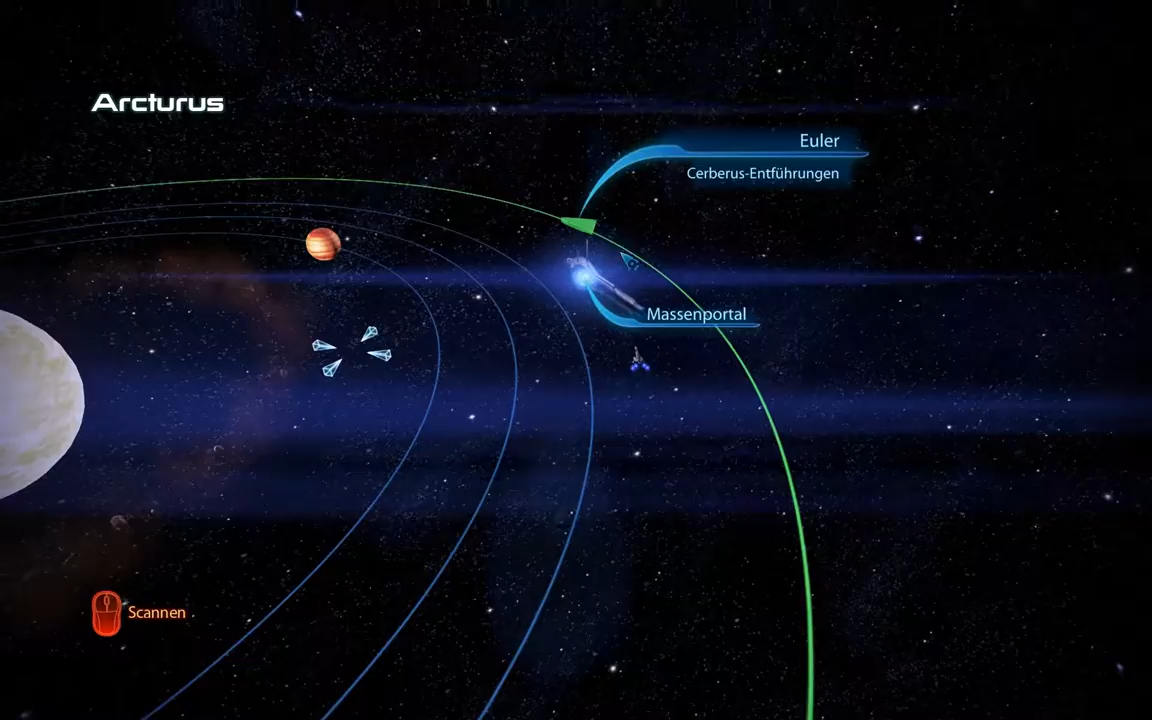 Arcturus
Euler
Cerberus-Entführungen
Massenportal
Scannen